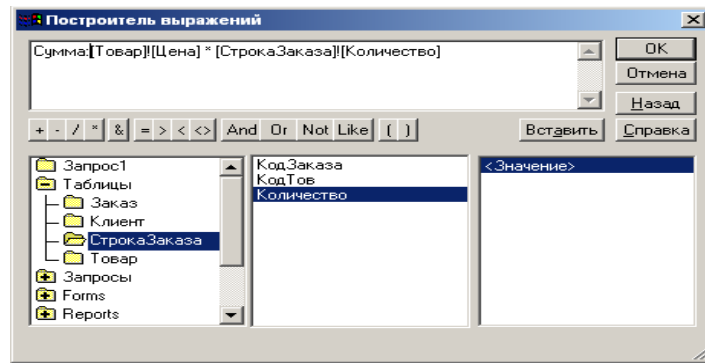 Построитель выражений
Сумма:[Товар]![Цена] * [СтрокаЗаказа]![Количество]
OK
Отмена
Назад
+ - / * & = > < <> And Or Not Like ( ) Вставить Справка
Запрос1
Таблицы
Заказ
Клиент
СтрокаЗаказа
Товар
Запросы
Forms
Reports
КодЗаказа
КодТов
Количество
<Значение>